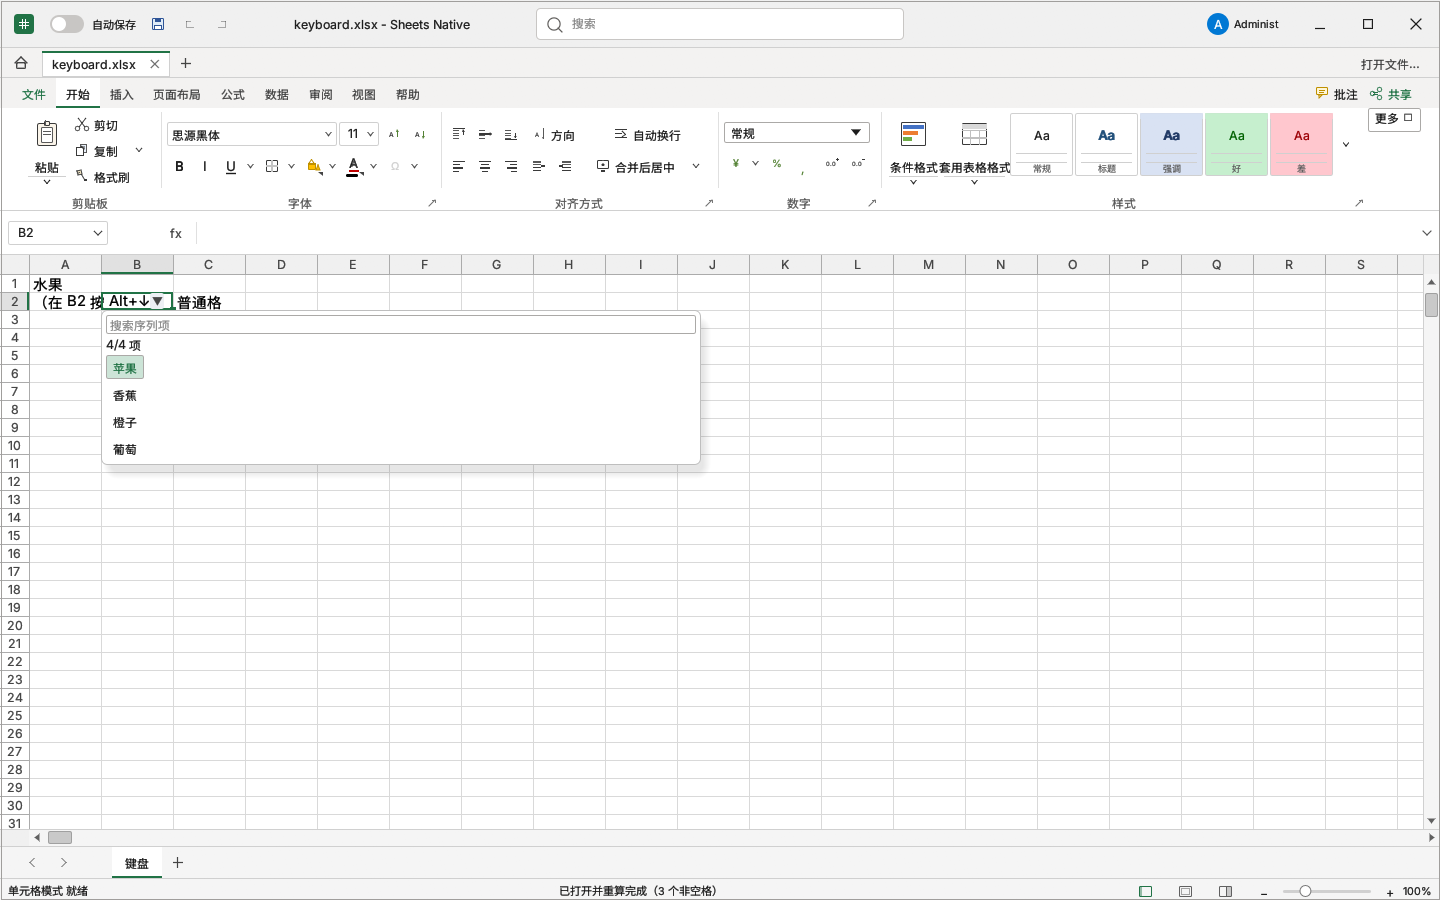 自动保存
keyboard.xlsx - Sheets Native
搜索
A Administ
keyboard.xlsx
打开文件...
文件 开始 插入 页面布局 公式 数据 审阅 视图 帮助
批注 共享
粘贴
剪切
复制
格式刷
剪贴板
思源黑体 11
B I U A
字体
方向 自动换行
合并后居中
对齐方式
常规
¥ % ,
数字
条件格式 套用表格格式
Aa 常规
Aa 标题
Aa 强调
Aa 好
Aa 差
样式
更多
B2 fx
A B C D E F G H I J K L M N O P Q R S
1 水果
2 （在 B2 按 Alt+↓ 普通格
3
搜索序列项
4/4 项
苹果
香蕉
橙子
葡萄
4
5
6
7
8
9
10
11
12
13
14
15
16
17
18
19
20
21
22
23
24
25
26
27
28
29
30
31
键盘
单元格模式 就绪
已打开并重算完成（3 个非空格）
100%